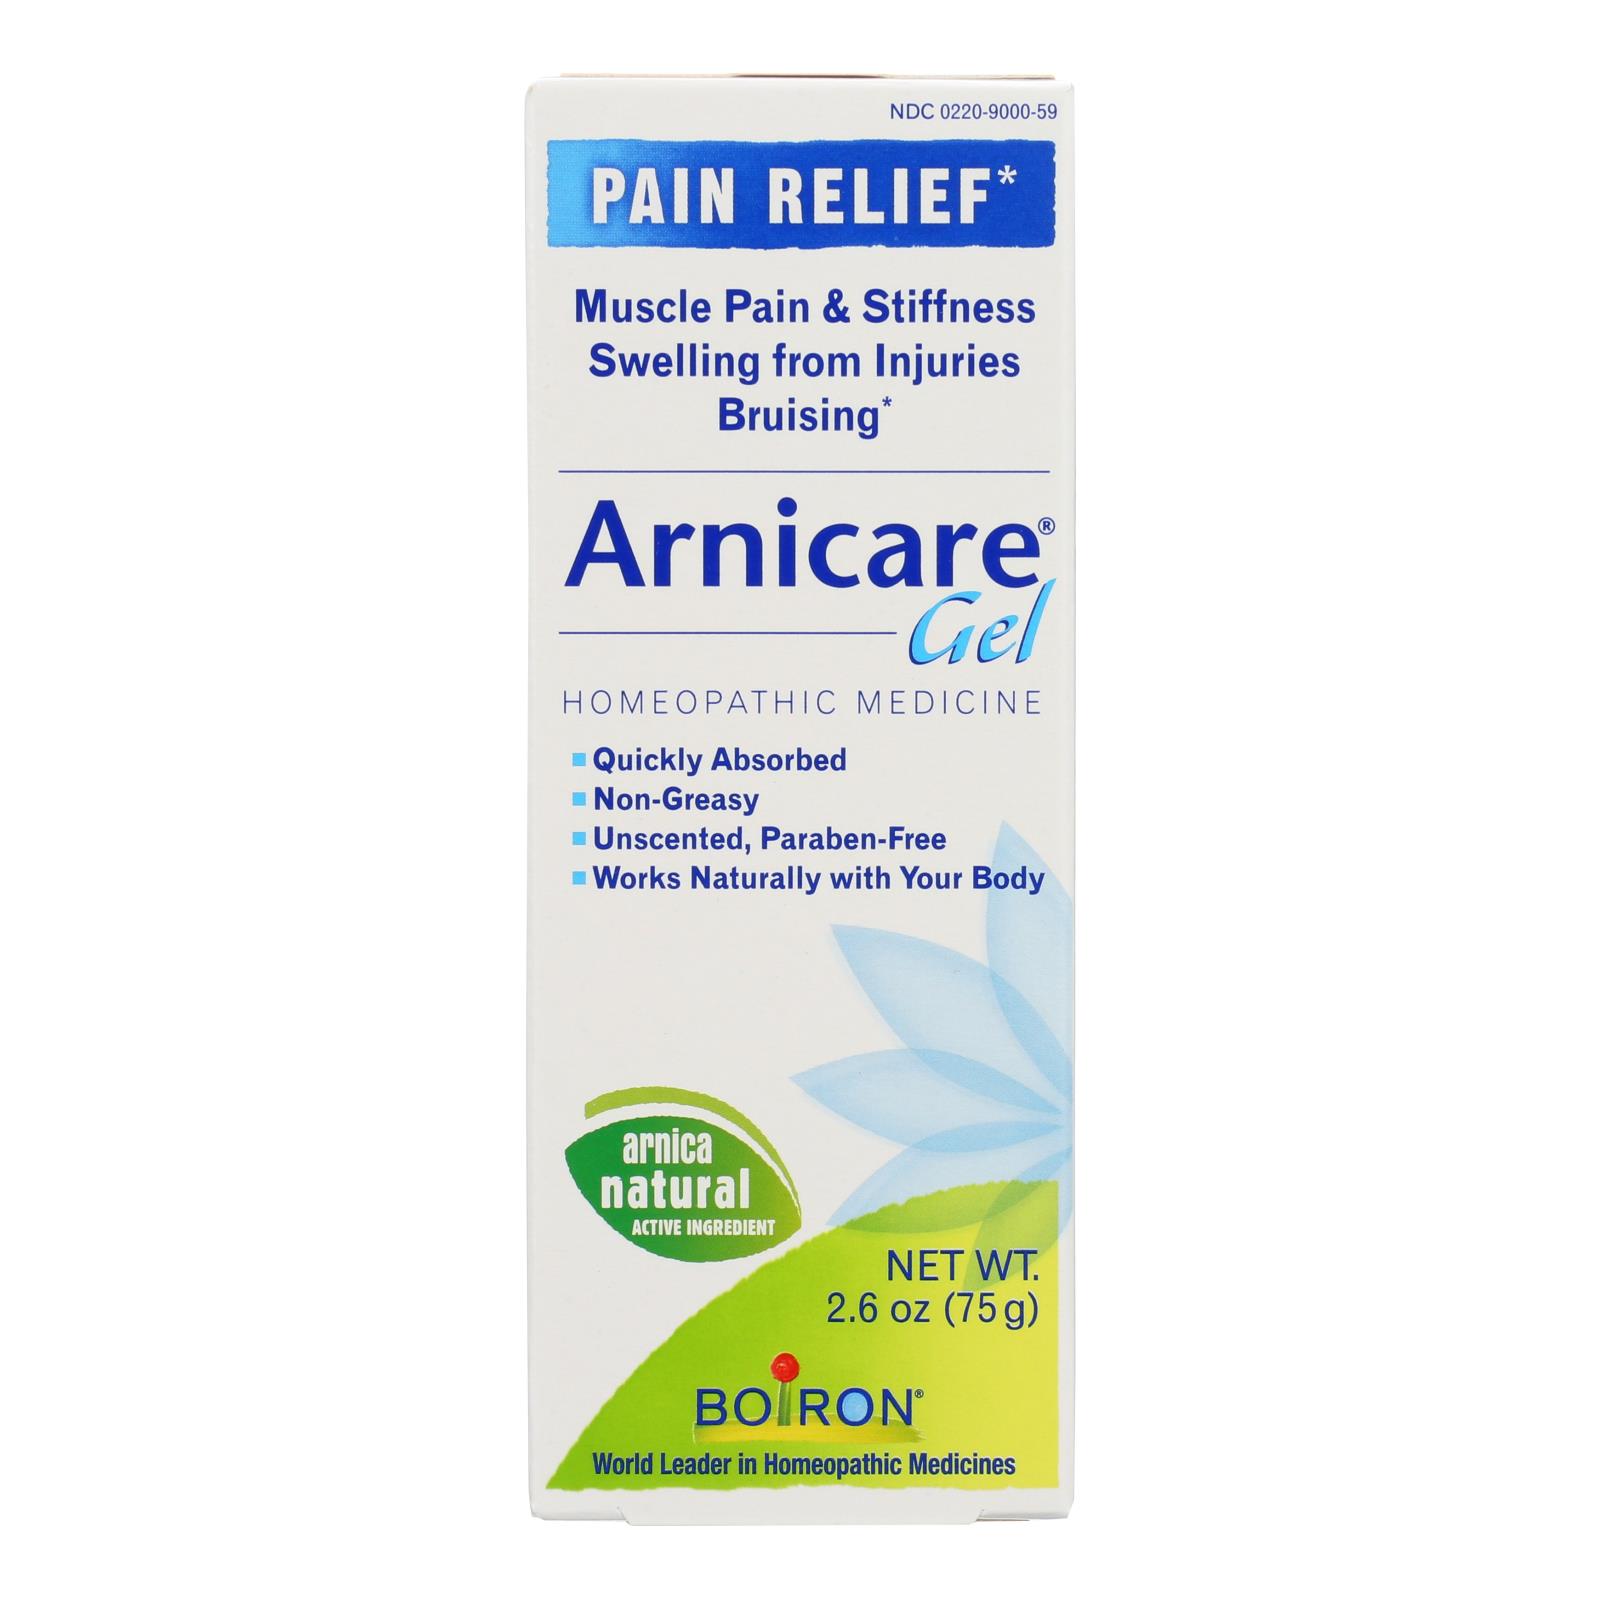 NDC 0220-9000-59
PAIN RELIEF*
Muscle Pain & Stiffness
Swelling from Injuries
Bruising*
Arnicare®
Gel
HOMEOPATHIC MEDICINE
Quickly Absorbed
Non-Greasy
Unscented, Paraben-Free
Works Naturally with Your Body
arnica
natural
ACTIVE INGREDIENT
NET WT.
2.6 oz (75 g)
BOIRON®
World Leader in Homeopathic Medicines